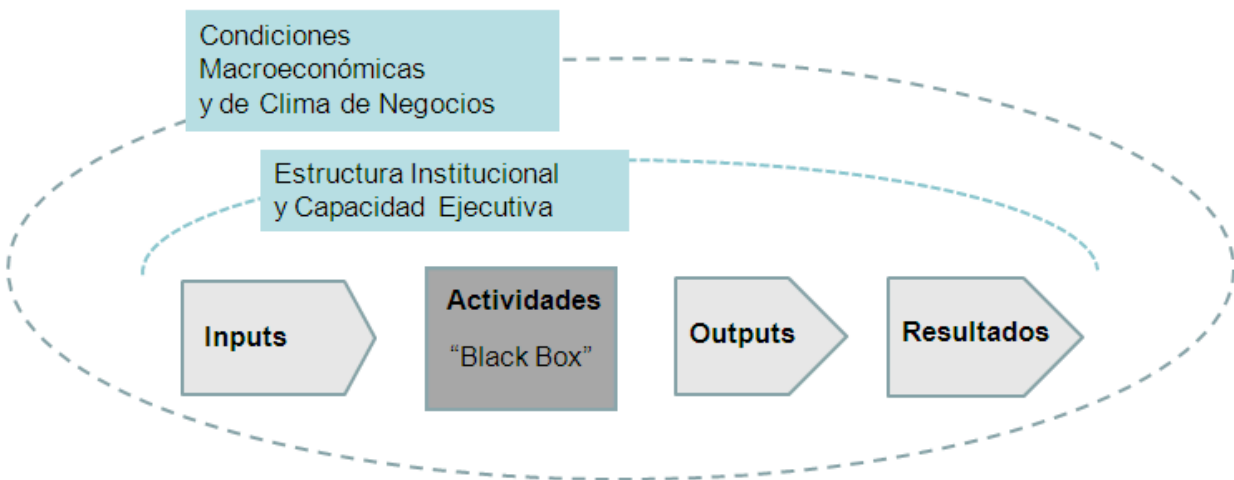 Condiciones
Macroeconómicas
y de Clima de Negocios
Estructura Institucional
y Capacidad Ejecutiva
Inputs
Actividades
“Black Box”
Outputs
Resultados